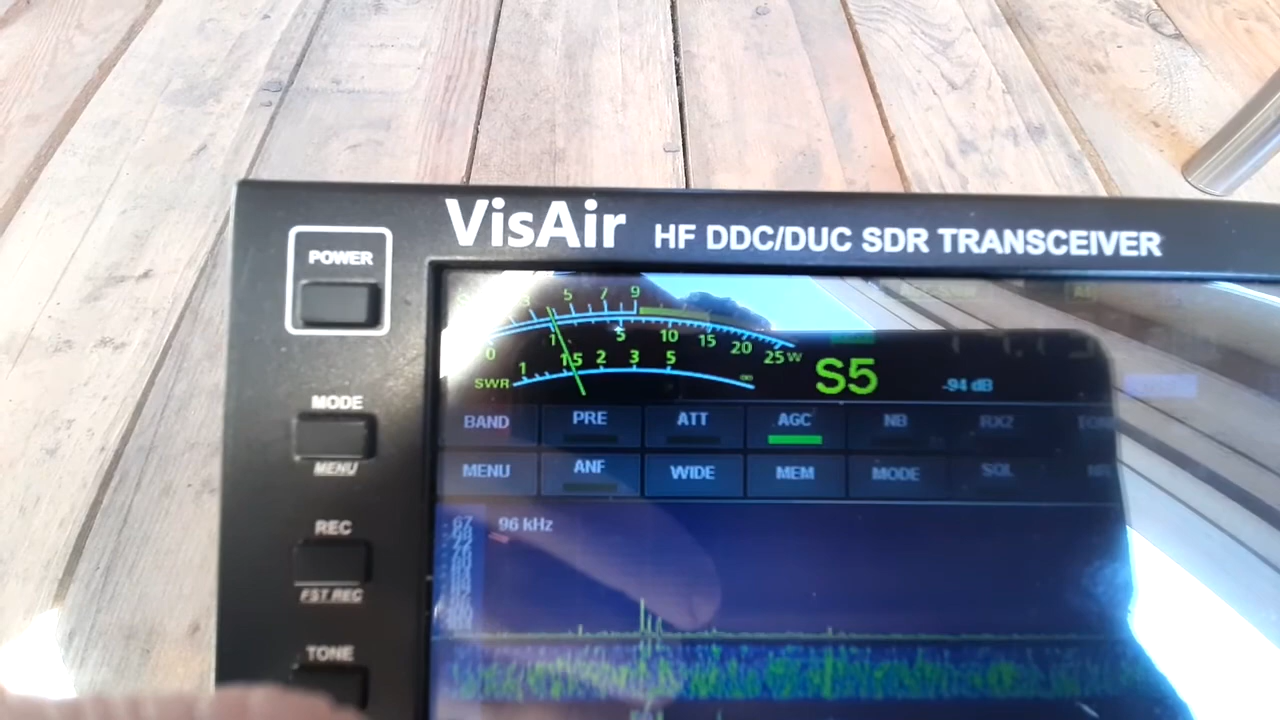 VisAir HF DDC/DUC SDR TRANSCEIVER
POWER
3 5 7 9
0 1 5 10 15 20 25 W
SWR 1 1.5 2 3 5 ∞
S5 -94 dB
MODE
MENU
BAND PRE ATT AGC NB RX2
MENU ANF WIDE MEM MODE SQL
REC
FST REC
96 kHz
TONE